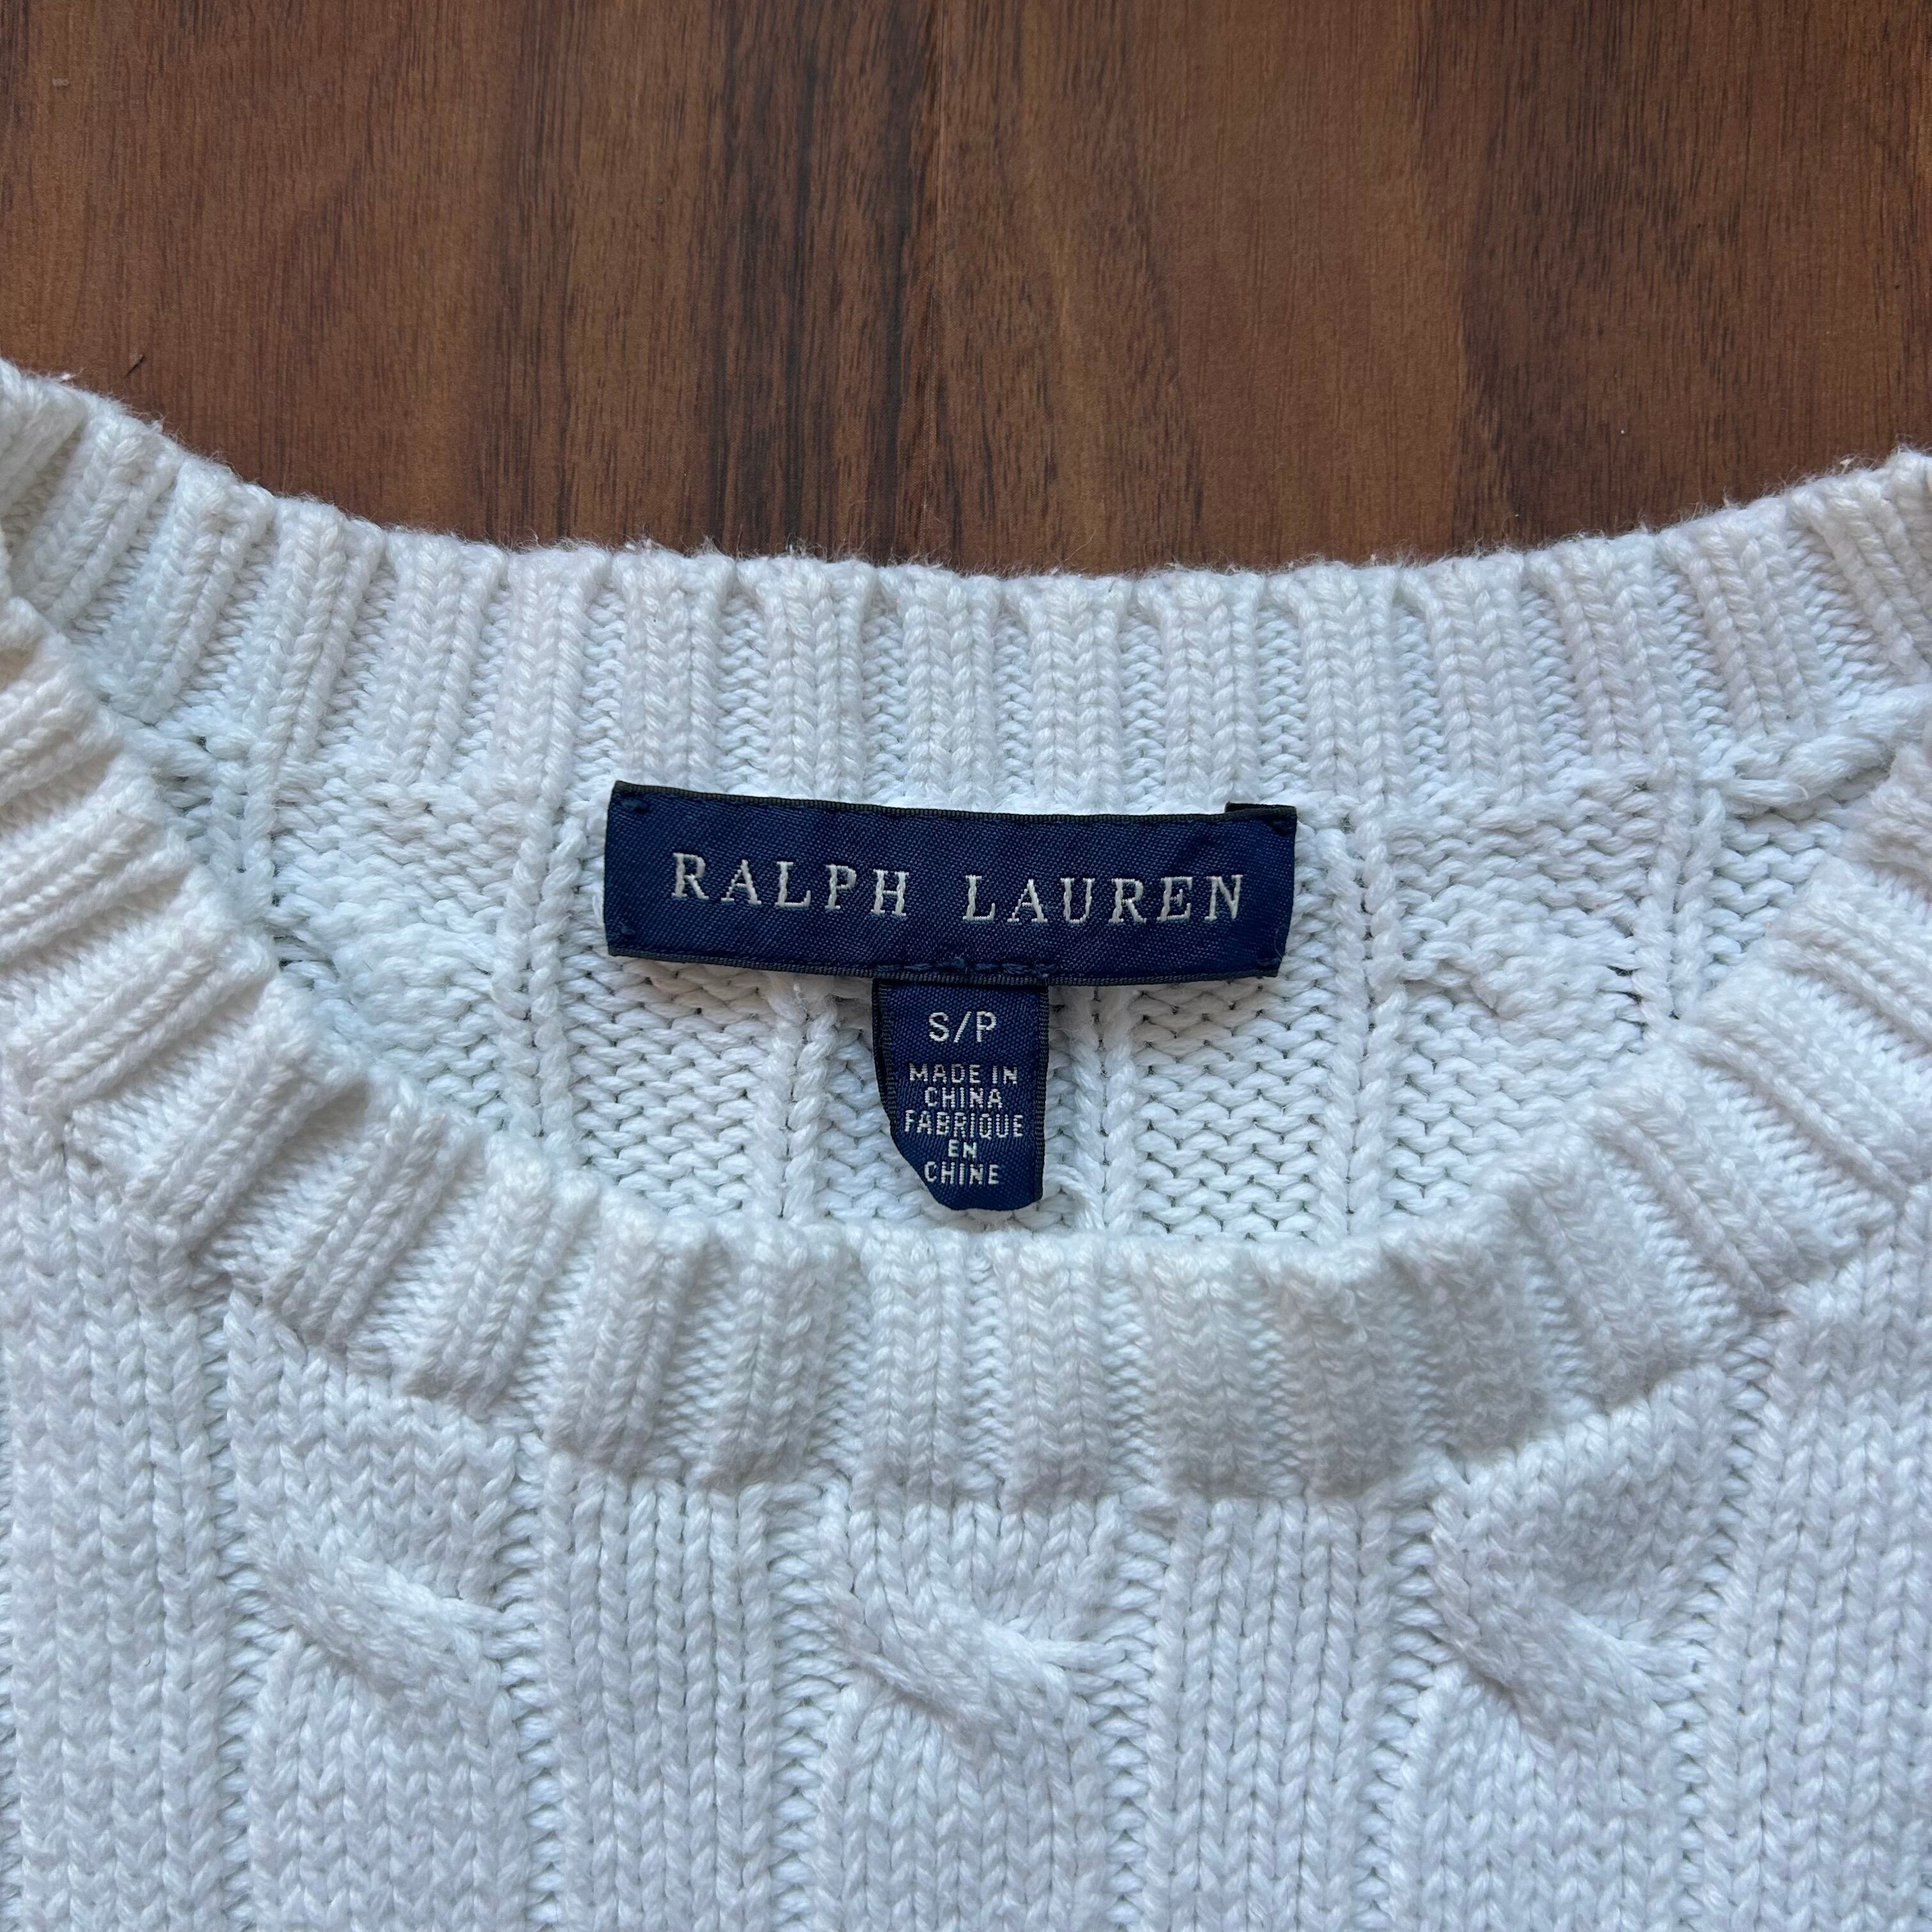 RALPH LAUREN
S/P
MADE IN
CHINA
FABRIQUE
EN
CHINE